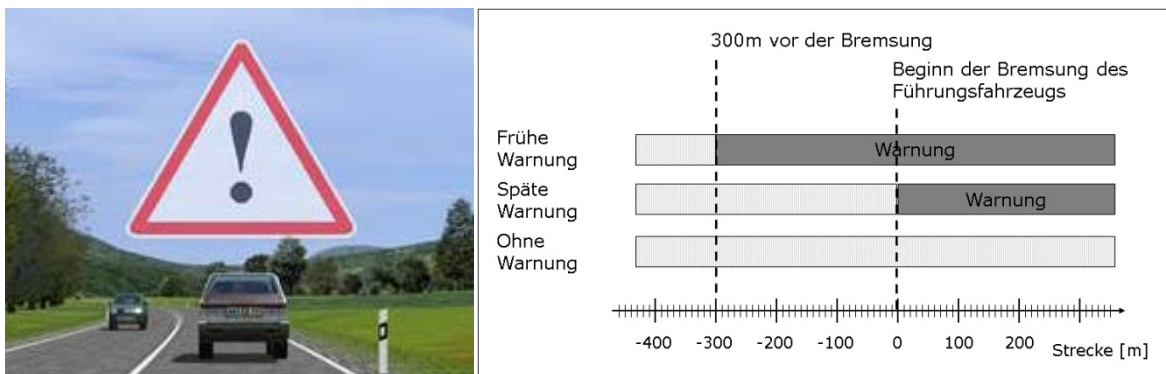 !
300m vor der Bremsung
Beginn der Bremsung des
Führungsfahrzeugs
Frühe
Warnung
Warnung
Späte
Warnung
Warnung
Ohne
Warnung
-400 -300 -200 -100 0 100 200
Strecke [m]